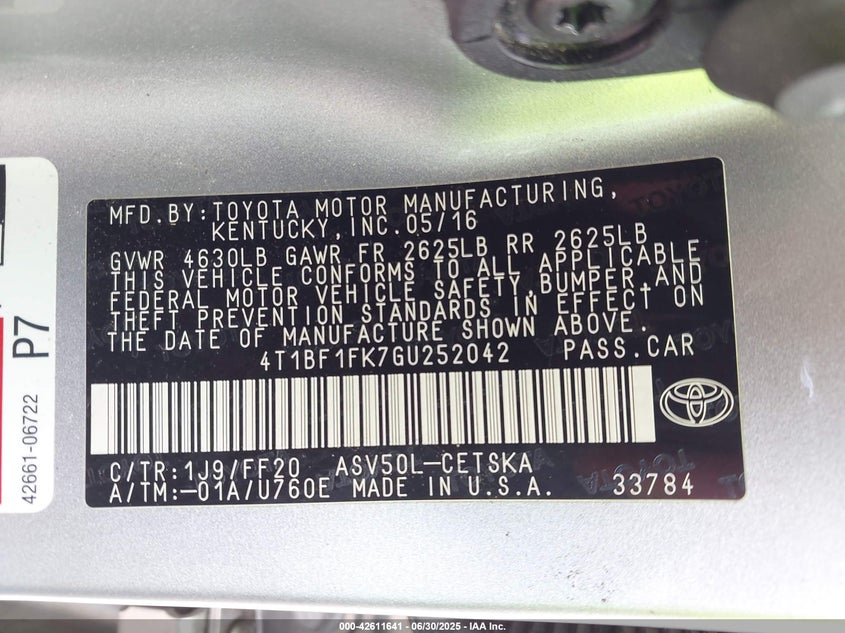 MFD.BY:TOYOTA MOTOR MANUFACTURING,
KENTUCKY,INC.05/16
GVWR 4630LB GAWR FR 2625LB RR 2625LB
THIS VEHICLE CONFORMS TO ALL APPLICABLE
FEDERAL MOTOR VEHICLE SAFETY,BUMPER,AND
THEFT PREVENTION STANDARDS IN EFFECT ON
THE DATE OF MANUFACTURE SHOWN ABOVE.
4T1BF1FK7GU252042 PASS.CAR
C/TR:1J9/FF20 ASV50L-CETSKA
A/TM:-01A/U760E MADE IN U.S.A. 33784
P7
42661-06722
000-42611641 | 06/30/2025 - IAA Inc.